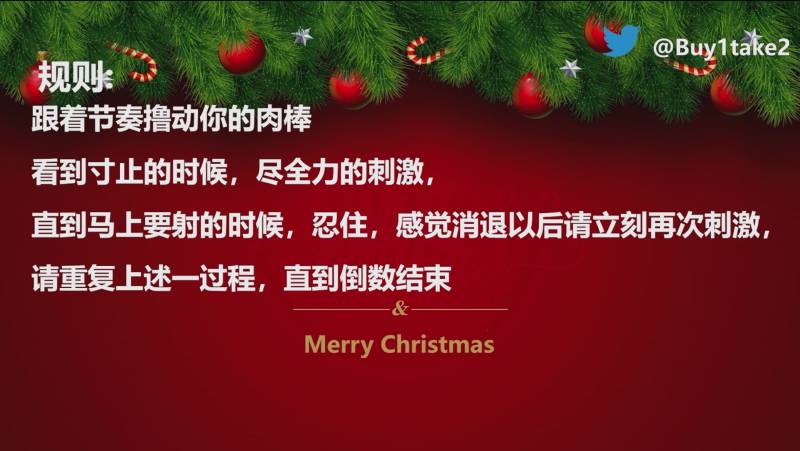 @Buy1take2
规则:
跟着节奏撸动你的肉棒
看到寸止的时候，尽全力的刺激，
直到马上要射的时候，忍住，感觉消退以后请立刻再次刺激，
请重复上述一过程，直到倒数结束
&
Merry Christmas